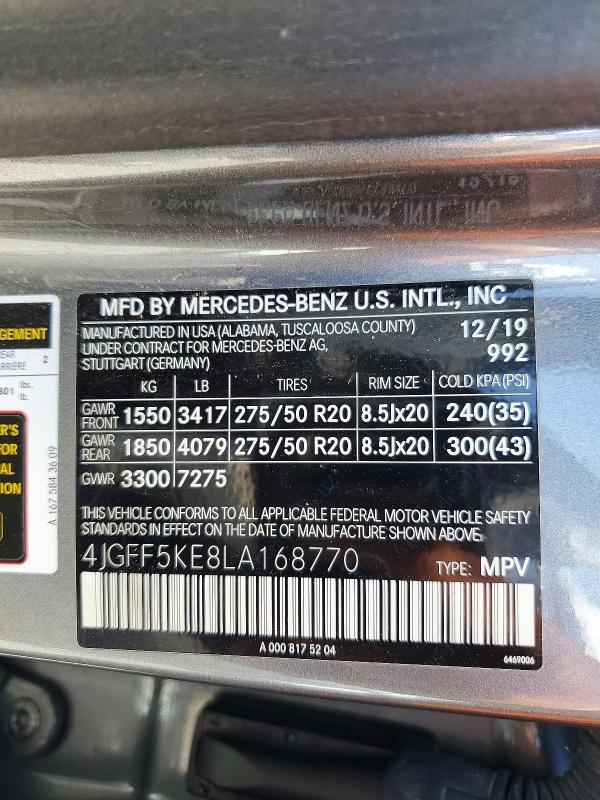 MFD BY MERCEDES-BENZ U.S. INTL., INC
MANUFACTURED IN USA (ALABAMA, TUSCALOOSA COUNTY) 12/19
UNDER CONTRACT FOR MERCEDES-BENZ AG, 992
STUTTGART (GERMANY)
KG LB TIRES RIM SIZE COLD KPA (PSI)
GAWR FRONT 1550 3417 275/50 R20 8.5Jx20 240(35)
GAWR REAR 1850 4079 275/50 R20 8.5Jx20 300(43)
GVWR 3300 7275
THIS VEHICLE CONFORMS TO ALL APPLICABLE FEDERAL MOTOR VEHICLE SAFETY
STANDARDS IN EFFECT ON THE DATE OF MANUFACTURE SHOWN ABOVE.
4JGFF5KE8LA168770 TYPE: MPV
A 000 817 52 04
6469006
2
lbs.
lb.
FOR
A 167 584 36 09